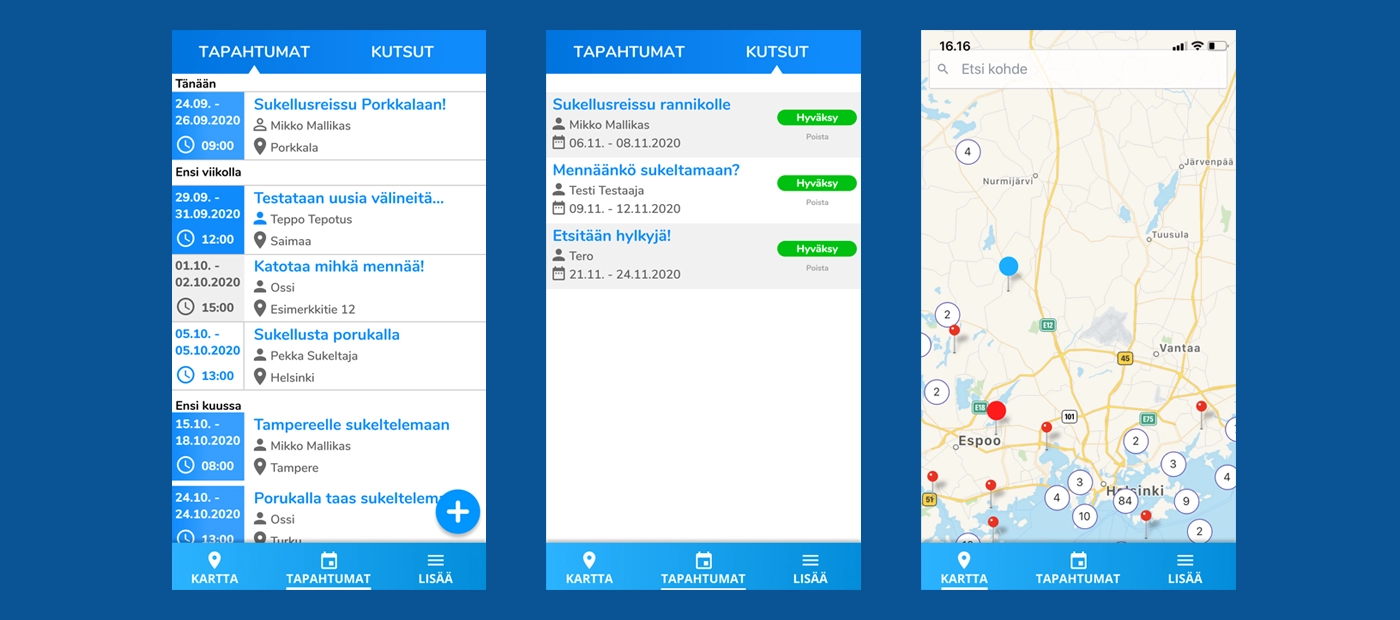 TAPAHTUMAT KUTSUT
Tänään
24.09. -
26.09.2020
09:00
Sukellusreissu Porkkalaan!
Mikko Mallikas
Porkkala
Ensi viikolla
29.09. -
31.09.2020
12:00
Testataan uusia välineitä...
Teppo Tepotus
Saimaa
01.10. -
02.10.2020
15:00
Katotaa mihkä mennää!
Ossi
Esimerkkitie 12
05.10. -
05.10.2020
13:00
Sukellusta porukalla
Pekka Sukeltaja
Helsinki
Ensi kuussa
15.10. -
18.10.2020
08:00
Tampereelle sukeltelemaan
Mikko Mallikas
Tampere
24.10. -
24.10.2020
13:00
Porukalla taas sukeltelem
Ossi
Turku
KARTTA TAPAHTUMAT LISÄÄ
TAPAHTUMAT KUTSUT
Sukellusreissu rannikolle
Mikko Mallikas
06.11. - 08.11.2020
Hyväksy
Poista
Mennäänkö sukeltamaan?
Testi Testaaja
09.11. - 12.11.2020
Hyväksy
Poista
Etsitään hylkyjä!
Tero
21.11. - 24.11.2020
Hyväksy
Poista
KARTTA TAPAHTUMAT LISÄÄ
16.16
Etsi kohde
4
Järvenpää
Nurmijärvi
Tuusula
2
E12
Vantaa
45
2
E18
101
E75
Espoo
2
3
4
3
Helsinki
51
4
84
9
10
2
KARTTA TAPAHTUMAT LISÄÄ